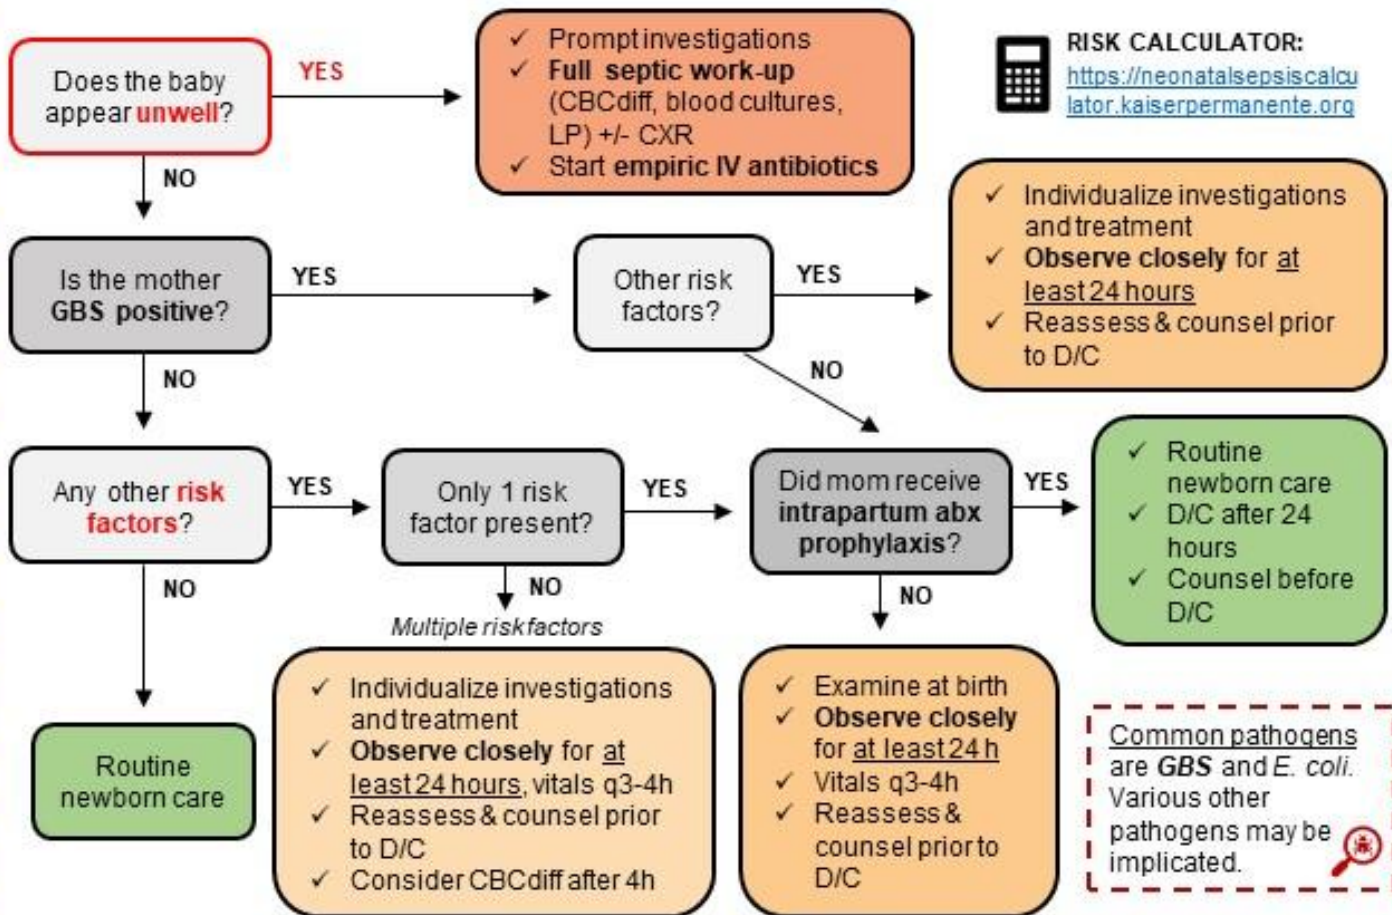 Does the baby
appear unwell?
YES
✓ Prompt investigations
✓ Full septic work-up
(CBCdiff, blood cultures,
LP) +/- CXR
✓ Start empiric IV antibiotics
RISK CALCULATOR:
https://neonatalsepsiscalcu
lator.kaiserpermanente.org
NO
Is the mother
GBS positive?
YES
Other risk
factors?
YES
✓ Individualize investigations
and treatment
✓ Observe closely for at
least 24 hours
✓ Reassess & counsel prior
to D/C
NO
NO
Any other risk
factors?
YES
Only 1 risk
factor present?
YES
Did mom receive
intrapartum abx
prophylaxis?
YES
✓ Routine
newborn care
✓ D/C after 24
hours
✓ Counsel before
D/C
NO
NO
Multiple risk factors
NO
Routine
newborn care
✓ Individualize investigations
and treatment
✓ Observe closely for at
least 24 hours, vitals q3-4h
✓ Reassess & counsel prior
to D/C
✓ Consider CBCdiff after 4h
✓ Examine at birth
✓ Observe closely
for at least 24 h
✓ Vitals q3-4h
✓ Reassess &
counsel prior to
D/C
Common pathogens
are GBS and E. coli.
Various other
pathogens may be
implicated.